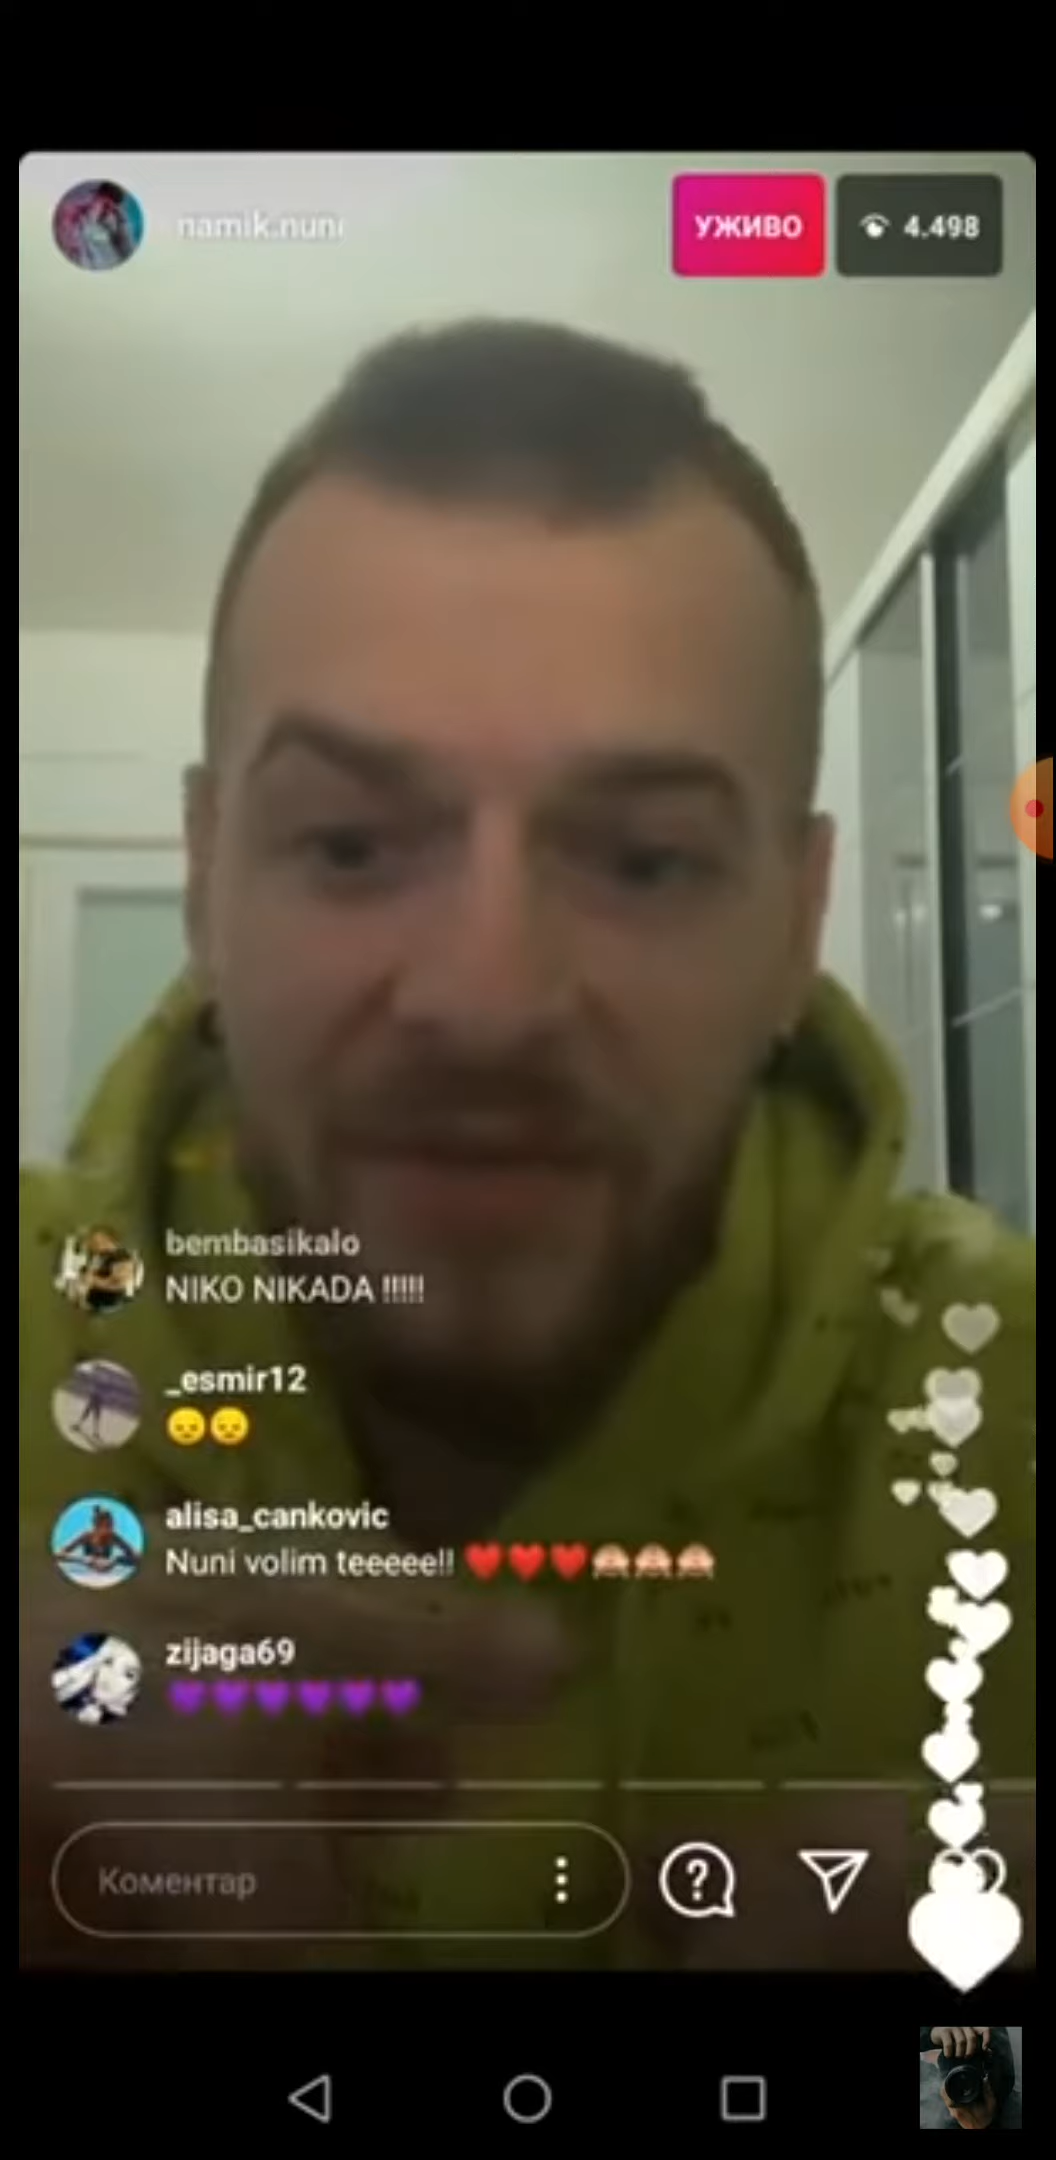 namik.nuni
УЖИВО
4.498
bembasikalo
NIKO NIKADA !!!!!
_esmir12
😞😞
alisa_cankovic
Nuni volim teeeee!! ❤️❤️❤️🙈🙈🙈
zijaga69
💜💜💜💜💜💜
Коментар